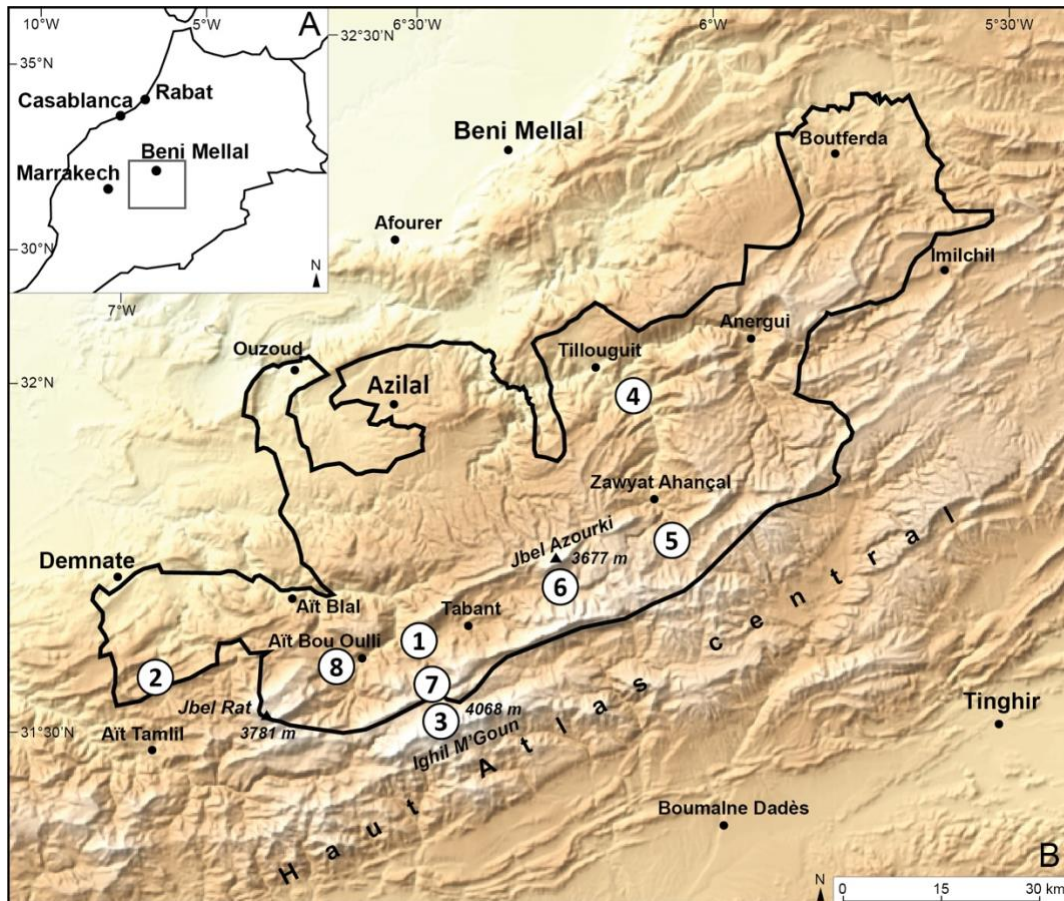 10°W
5°W
A
35°N
Casablanca
Rabat
Beni Mellal
Marrakech
30°N
N
7°W
6°30'W
6°W
5°30'W
32°30'N
Beni Mellal
Boutferda
Afourer
Imilchil
Ouzoud
Anergui
Tillouguit
32°N
Azilal
4
Zawyat Ahançal
Jbel Azourki
3677 m
5
Demnate
6
Aït Blal
Tabant
1
Aït Bou Oulli
8
2
7
Jbel Rat
3781 m
4068 m
3
Ighil M'Goun
Tinghir
31°30'N
Aït Tamlil
Haut Atlas central
Boumalne Dadès
B
N
0 15 30 km